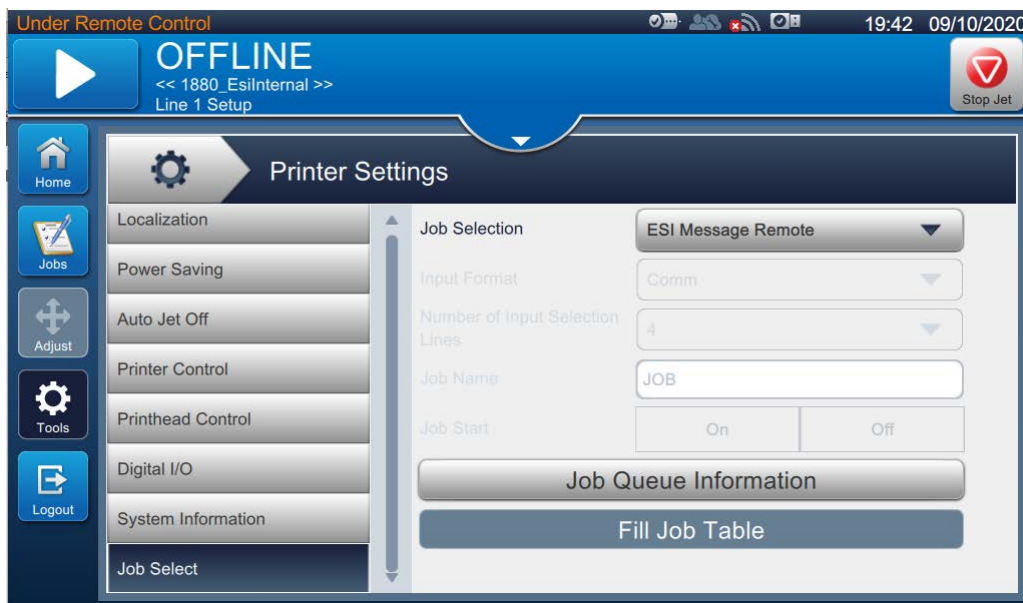 Under Remote Control
19:42 09/10/2020
OFFLINE
<< 1880_EsiInternal >>
Line 1 Setup
Stop Jet
Home
Jobs
Adjust
Tools
Logout
Printer Settings
Localization
Power Saving
Auto Jet Off
Printer Control
Printhead Control
Digital I/O
System Information
Job Select
Job Selection
ESI Message Remote
Input Format
Comm
Number of Input Selection
Lines
4
Job Name
JOB
Job Start
On
Off
Job Queue Information
Fill Job Table